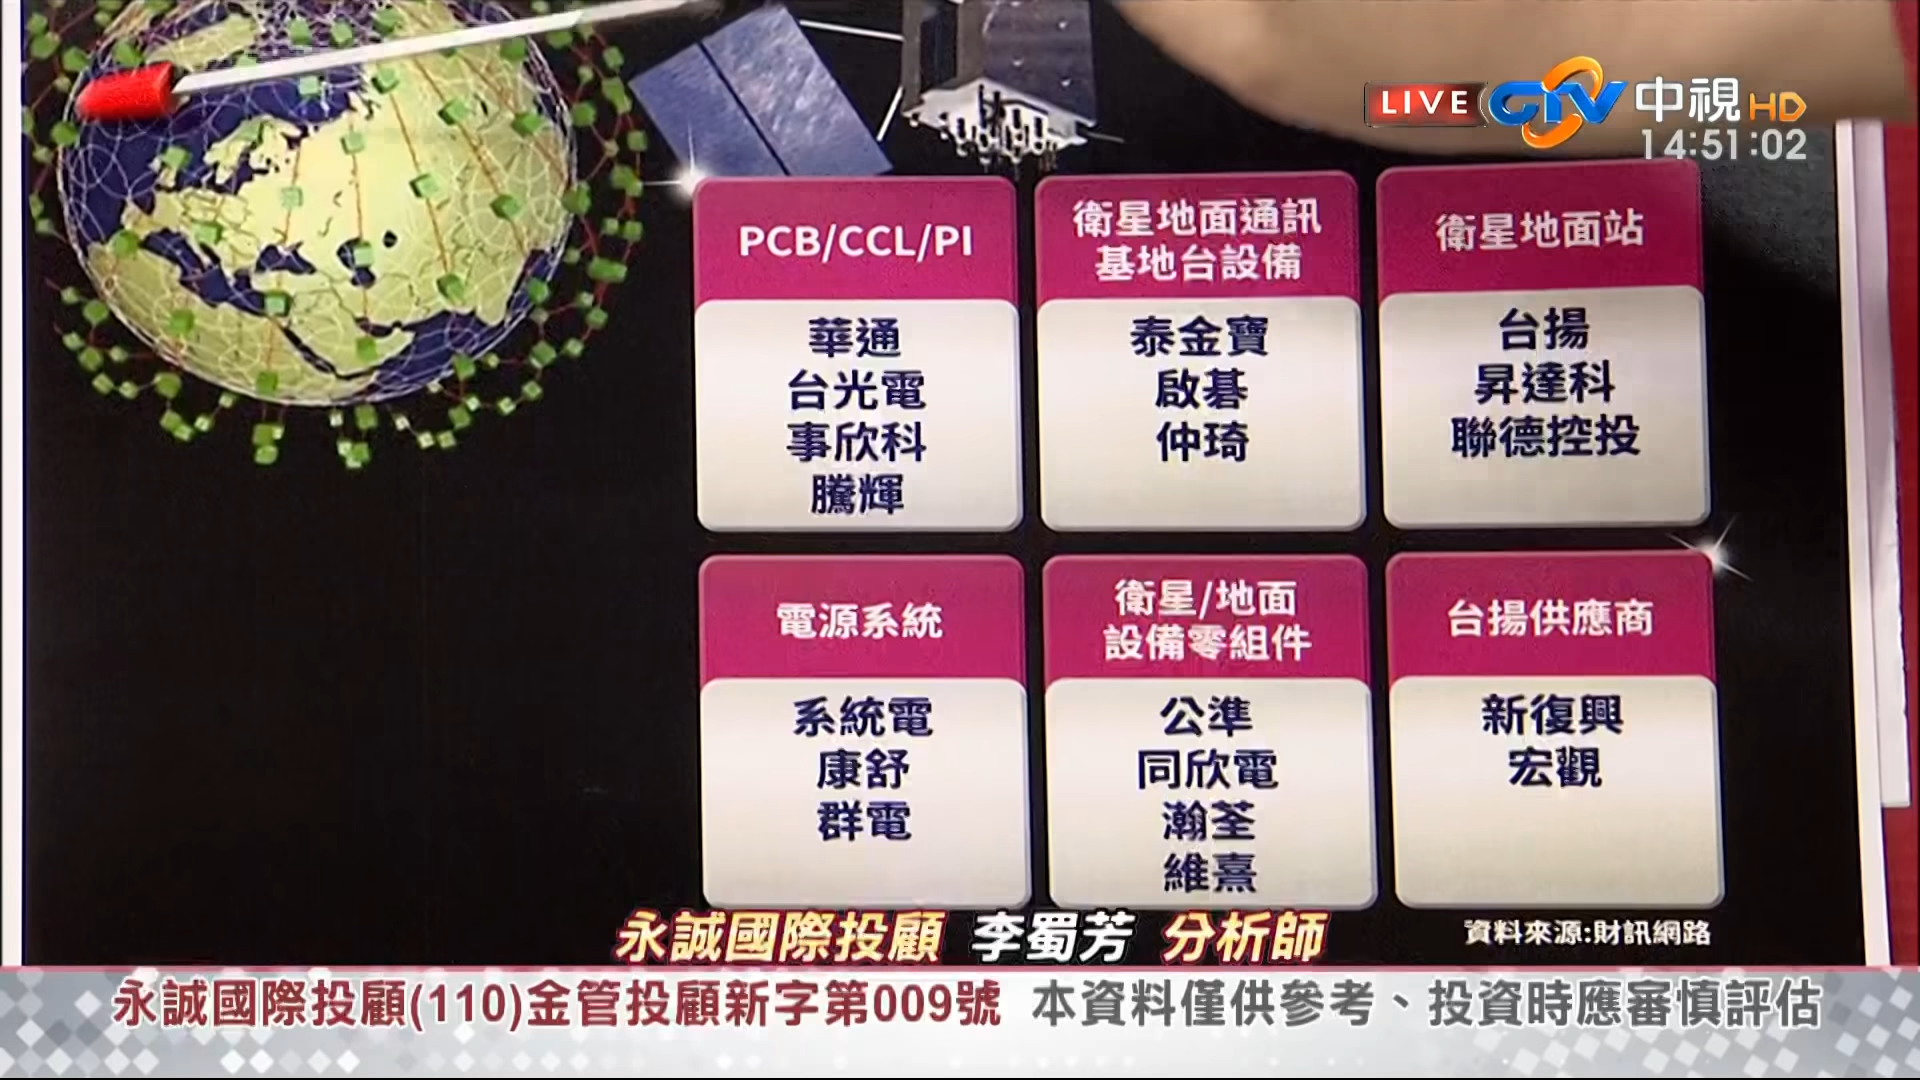 LIVE CTV 中視HD
14:51:02
PCB/CCL/PI
華通
台光電
事欣科
騰輝
衛星地面通訊
基地台設備
泰金寶
啟碁
仲琦
衛星地面站
台揚
昇達科
聯德控投
電源系統
系統電
康舒
群電
衛星/地面
設備零組件
公準
同欣電
瀚荃
維熹
台揚供應商
新復興
宏觀
資料來源:財訊網路
永誠國際投顧 李蜀芳 分析師
永誠國際投顧(110)金管投顧新字第009號 本資料僅供參考、投資時應審慎評估